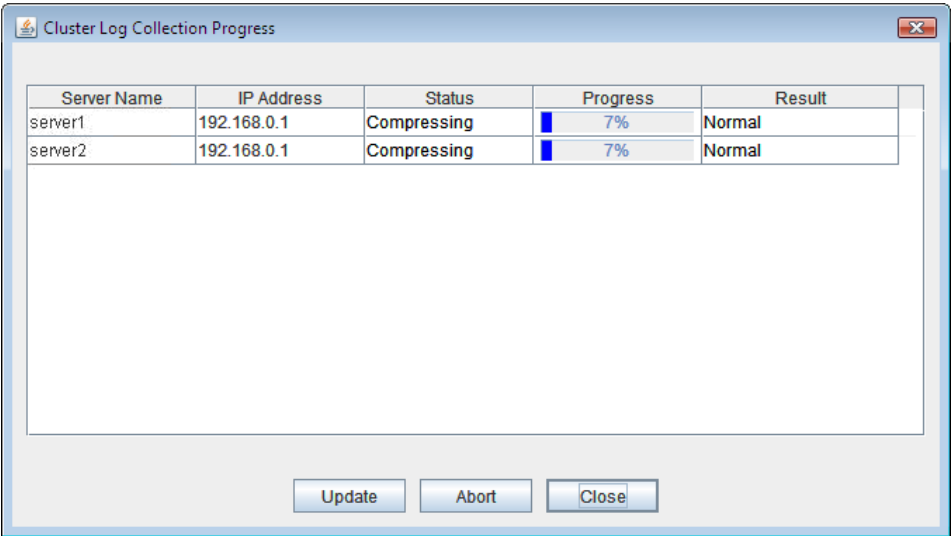 Cluster Log Collection Progress
Server Name IP Address Status Progress Result
server1 192.168.0.1 Compressing 7% Normal
server2 192.168.0.1 Compressing 7% Normal
Update Abort Close